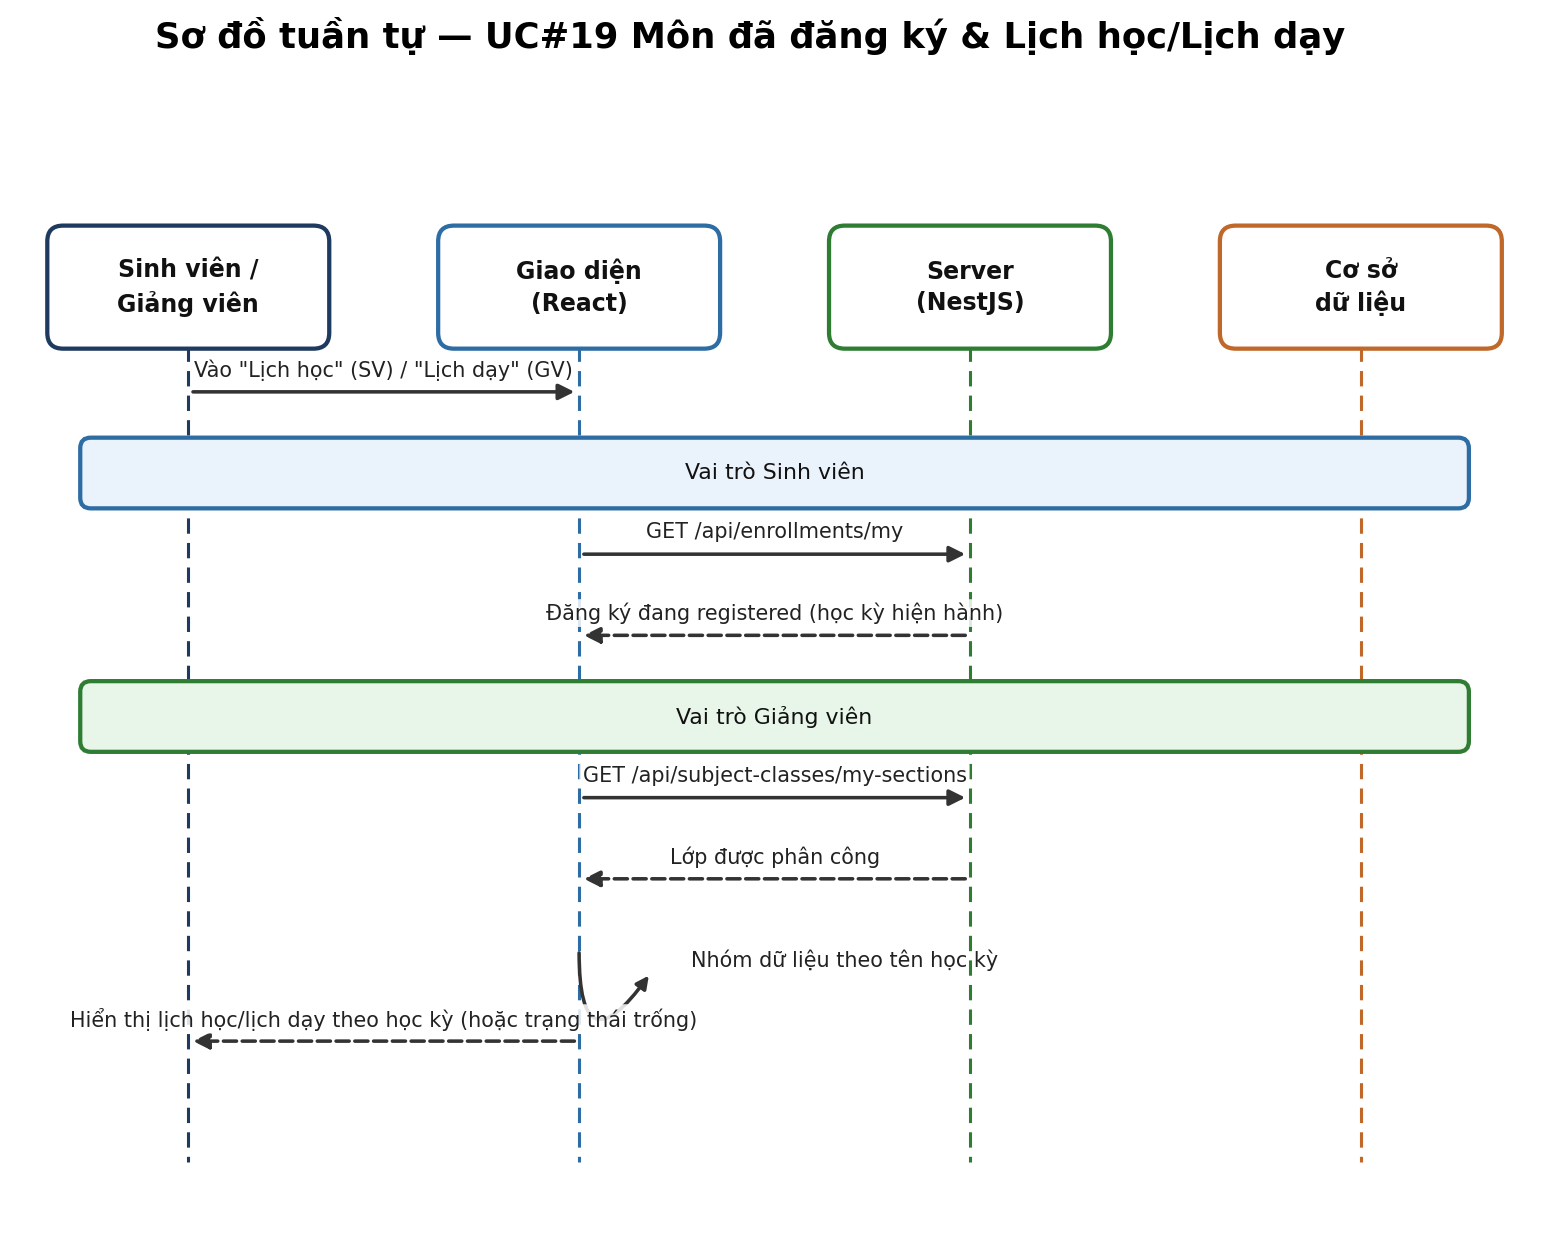 Sơ đồ tuần tự — UC#19 Môn đã đăng ký & Lịch học/Lịch dạy
Sinh viên /
Giảng viên
Giao diện
(React)
Server
(NestJS)
Cơ sở
dữ liệu
Vào "Lịch học" (SV) / "Lịch dạy" (GV)
Vai trò Sinh viên
GET /api/enrollments/my
Đăng ký đang registered (học kỳ hiện hành)
Vai trò Giảng viên
GET /api/subject-classes/my-sections
Lớp được phân công
Nhóm dữ liệu theo tên học kỳ
Hiển thị lịch học/lịch dạy theo học kỳ (hoặc trạng thái trống)